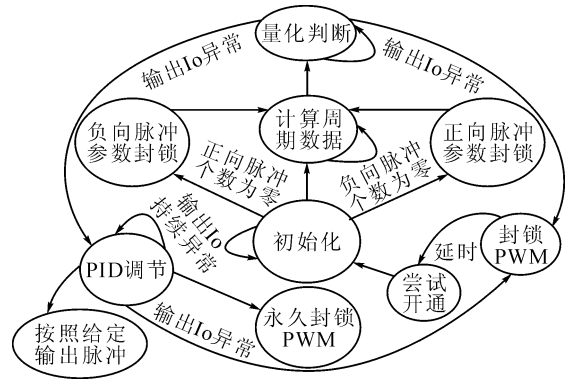 量化判断
输出Io异常
输出Io异常
负向脉冲
参数封锁
计算周
期数据
正向脉冲
参数封锁
正向脉冲
个数为零
负向脉冲
个数为零
输出Io
持续异常
初始化
封锁
PWM
延时
尝试
开通
PID调节
输出Io异常
永久封锁
PWM
按照给定
输出脉冲